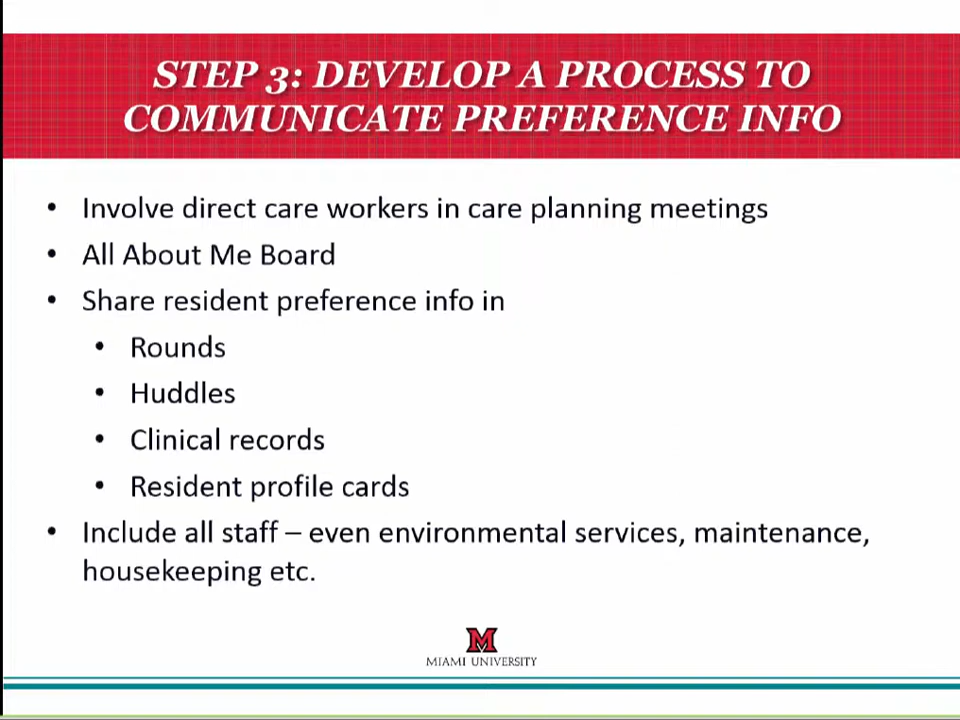 STEP 3: DEVELOP A PROCESS TO
COMMUNICATE PREFERENCE INFO
• Involve direct care workers in care planning meetings
• All About Me Board
• Share resident preference info in
• Rounds
• Huddles
• Clinical records
• Resident profile cards
• Include all staff – even environmental services, maintenance,
housekeeping etc.
M
MIAMI UNIVERSITY